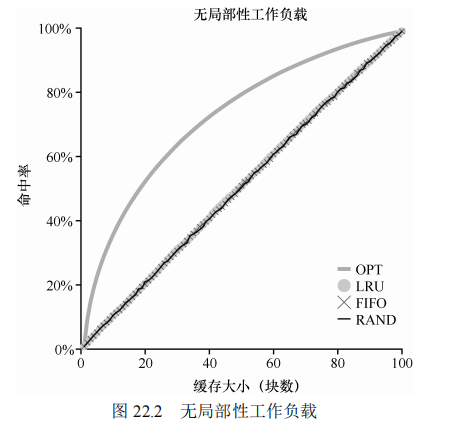 无局部性工作负载
100%
80%
60%
40%
20%
0%
命中率
OPT
LRU
FIFO
RAND
0 20 40 60 80 100
缓存大小（块数）
图 22.2 无局部性工作负载